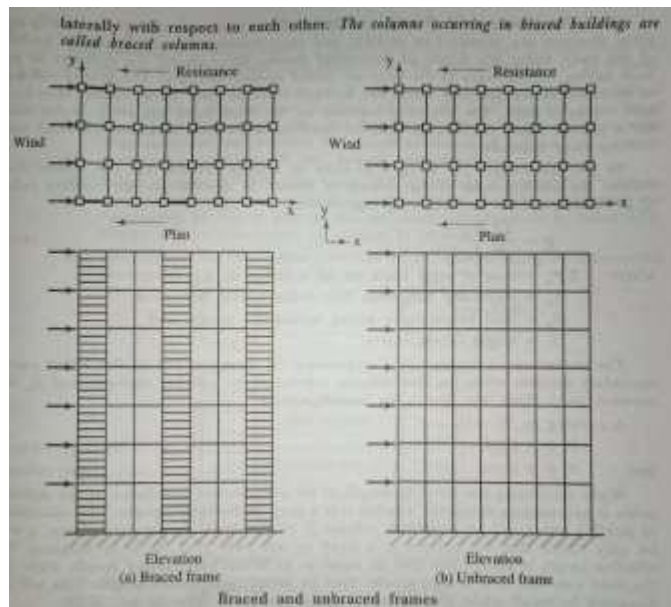 laterally with respect to each other. The columns occurring in braced buildings are
called braced columns.
y
Resistance
y
Resistance
Wind
Wind
x
y
x
Plan
x
Plan
Elevation
Elevation
(a) Braced frame
(b) Unbraced frame
Braced and unbraced frames